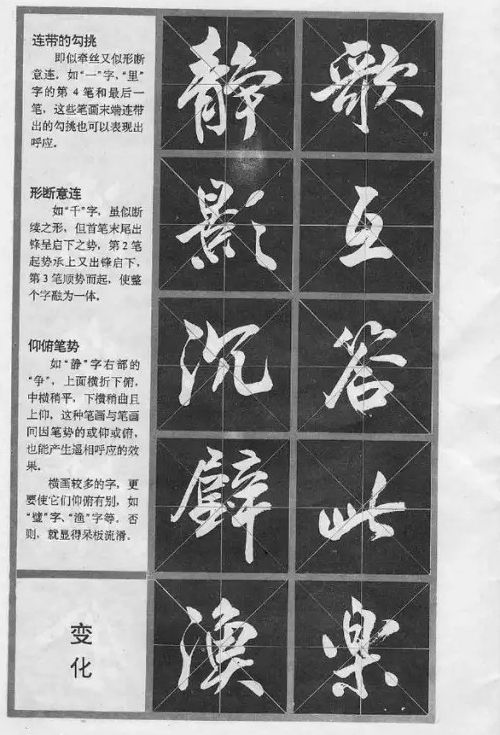 连带的勾挑
即似牵丝又似形断
意连，如“一”字、“里”
字的第 4 笔和最后一
笔，这些笔画末端连带
出的勾挑也可以表现出
呼应。
形断意连
如“千”字，虽似断
续之形，但首笔末尾出
锋呈启下之势，第 2 笔
起势承上又出锋启下，
第 3 笔顺势而起，使整
个字融为一体。
仰俯笔势
如“静”字右部的
“争”，上面横折下俯，
中横稍平，下横稍曲且
上仰，这种笔画与笔画
间因笔势的或仰或俯，
也能产生遥相呼应的效
果。
横画较多的字，更
要使它们仰俯有别，如
“璧”字、“渔”字等。否
则，就显得呆板流滑。
变
化
静
影
沉
璧
渔
歌
互
答
此
乐